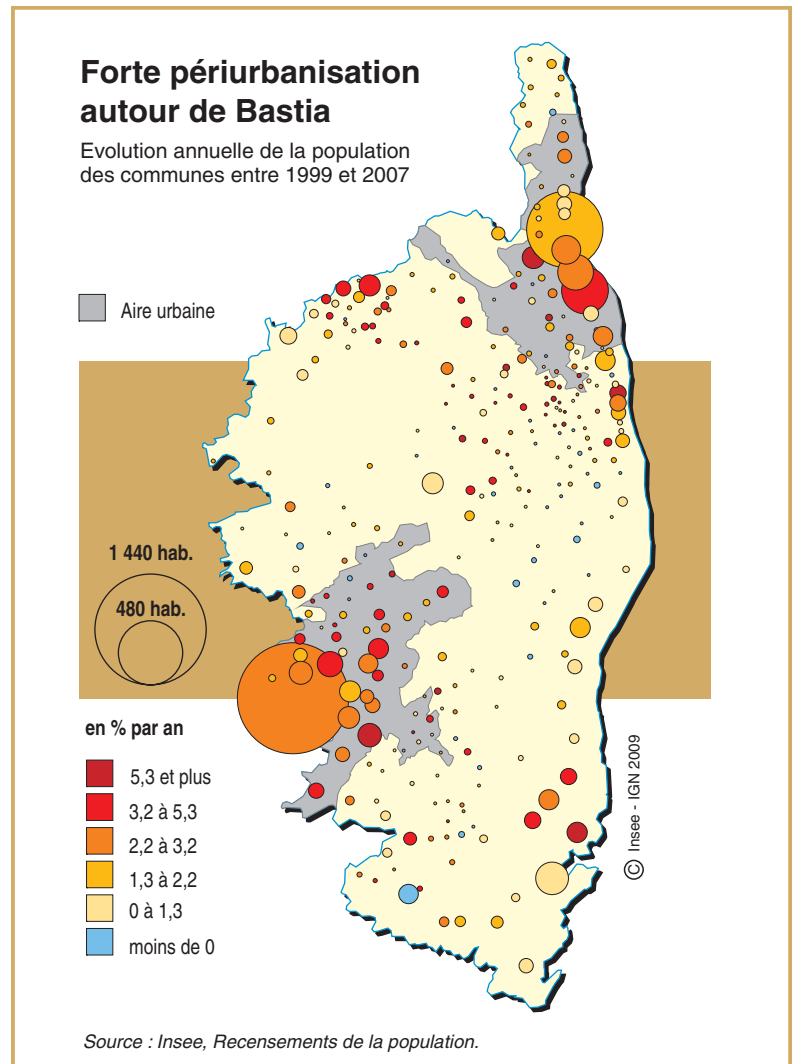 Forte périurbanisation
autour de Bastia
Evolution annuelle de la population
des communes entre 1999 et 2007
Aire urbaine
1 440 hab.
480 hab.
en % par an
5,3 et plus
3,2 à 5,3
2,2 à 3,2
1,3 à 2,2
0 à 1,3
moins de 0
© Insee - IGN 2009
Source : Insee, Recensements de la population.